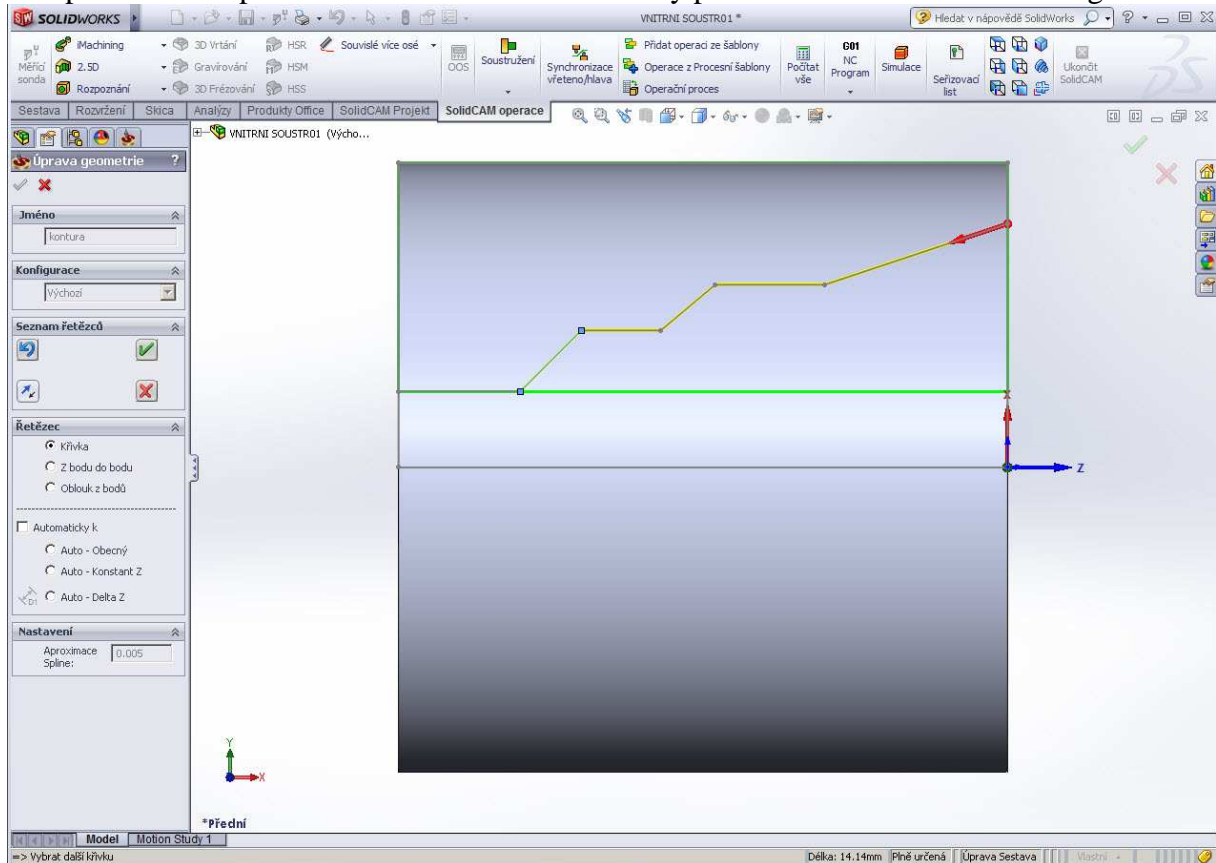 SOLIDWORKS
VNITRNI SOUSTR01 *
Hledat v nápovědě SolidWorks
Měřící sonda
iMachining
2.5D
Rozpoznání
3D Vrtání
Gravírování
3D Frézování
HSR
HSM
HSS
Souvislé více osé
OOS
Soustružení
Synchronizace vřeteno/hlava
Přidat operaci ze šablony
Operace z Procesní šablony
Operační proces
Počítat vše
G01
NC Program
Simulace
Seřizovací list
Ukončit SolidCAM
Sestava
Rozvržení
Skica
Analýzy
Produkty Office
SolidCAM Projekt
SolidCAM operace
VNITRNI SOUSTR01 (Výcho...
Úprava geometrie ?
Jméno
kontura
Konfigurace
Výchozí
Seznam řetězců
Řetězec
Křivka
Z bodu do bodu
Oblouk z bodů
Automaticky k
Auto - Obecný
Auto - Konstant Z
Auto - Delta Z
Nastavení
Aproximace Spline:
0.005
X
Z
Y
X
*Přední
Model
Motion Study 1
=> Vybrat další křivku
Délka: 14.14mm
Plně určená
Úprava Sestava
Vlastní